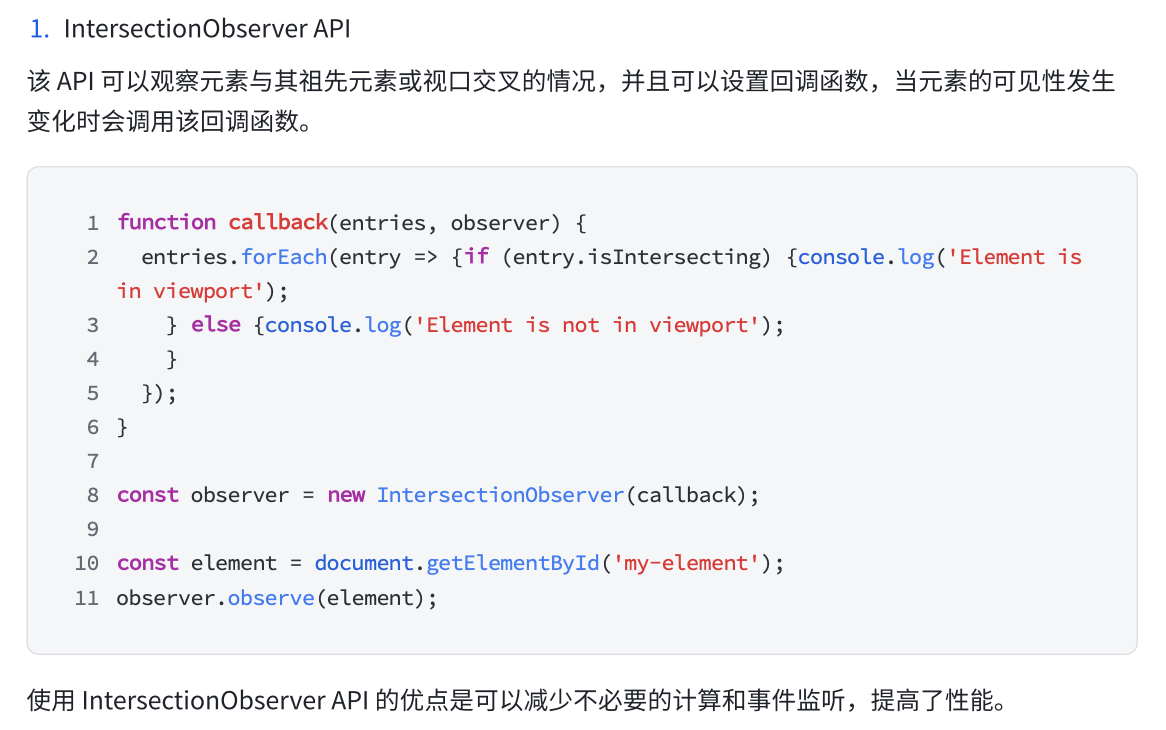 1. IntersectionObserver API
该 API 可以观察元素与其祖先元素或视口交叉的情况，并且可以设置回调函数，当元素的可见性发生
变化时会调用该回调函数。
1 function callback(entries, observer) {
2   entries.forEach(entry => {if (entry.isIntersecting) {console.log('Element is
in viewport');
3     } else {console.log('Element is not in viewport');
4     }
5   });
6 }
7
8 const observer = new IntersectionObserver(callback);
9
10 const element = document.getElementById('my-element');
11 observer.observe(element);
使用 IntersectionObserver API 的优点是可以减少不必要的计算和事件监听，提高了性能。